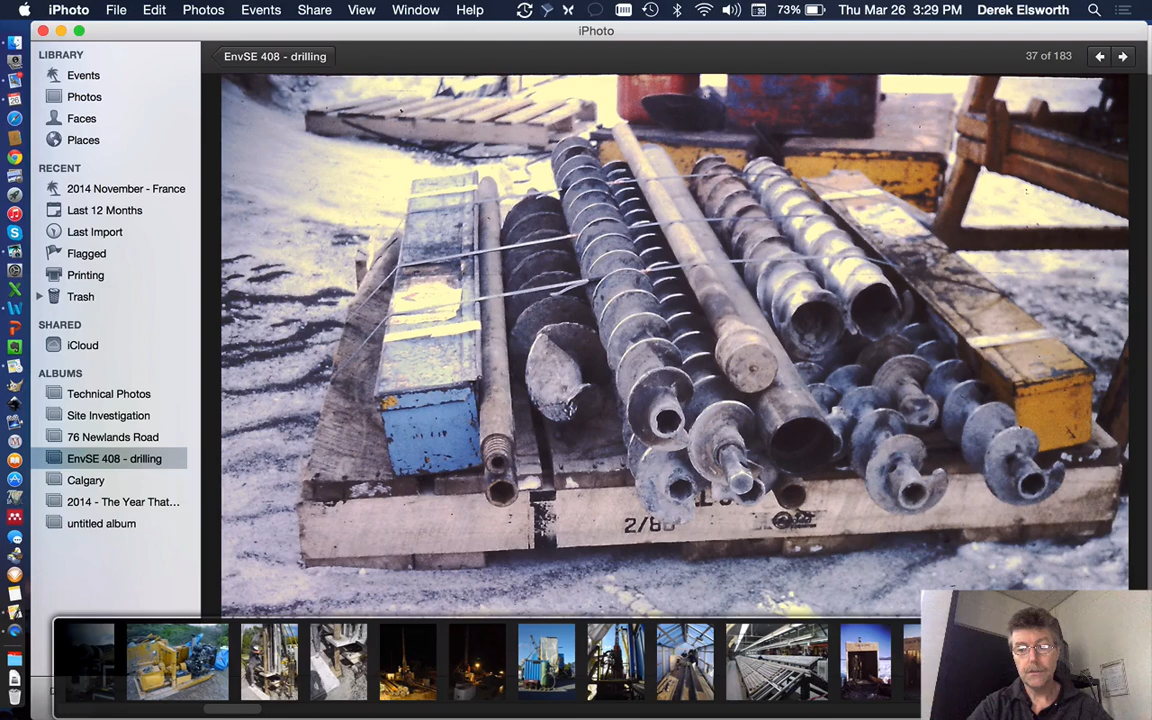 iPhoto File Edit Photos Events Share View Window Help 73% Thu Mar 26 3:29 PM Derek Elsworth
iPhoto
LIBRARY
Events
Photos
Faces
Places
RECENT
2014 November - France
Last 12 Months
Last Import
Flagged
Printing
Trash
SHARED
iCloud
ALBUMS
Technical Photos
Site Investigation
76 Newlands Road
EnvSE 408 - drilling
Calgary
2014 - The Year That...
untitled album
EnvSE 408 - drilling
37 of 183